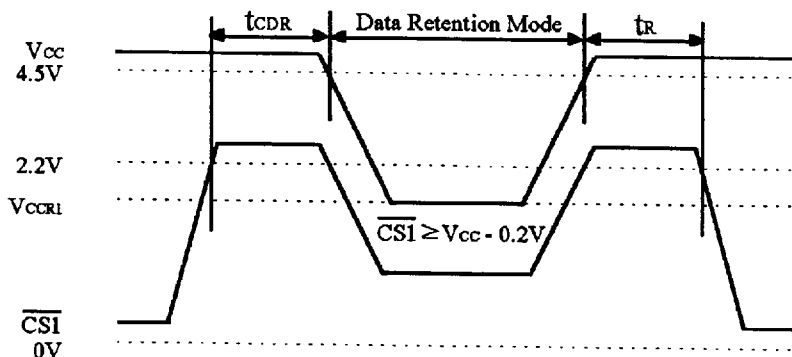 tCDR
Data Retention Mode
tR
VCC
4.5V
2.2V
VCCR1
CS1 ≥ VCC - 0.2V
CS1
0V